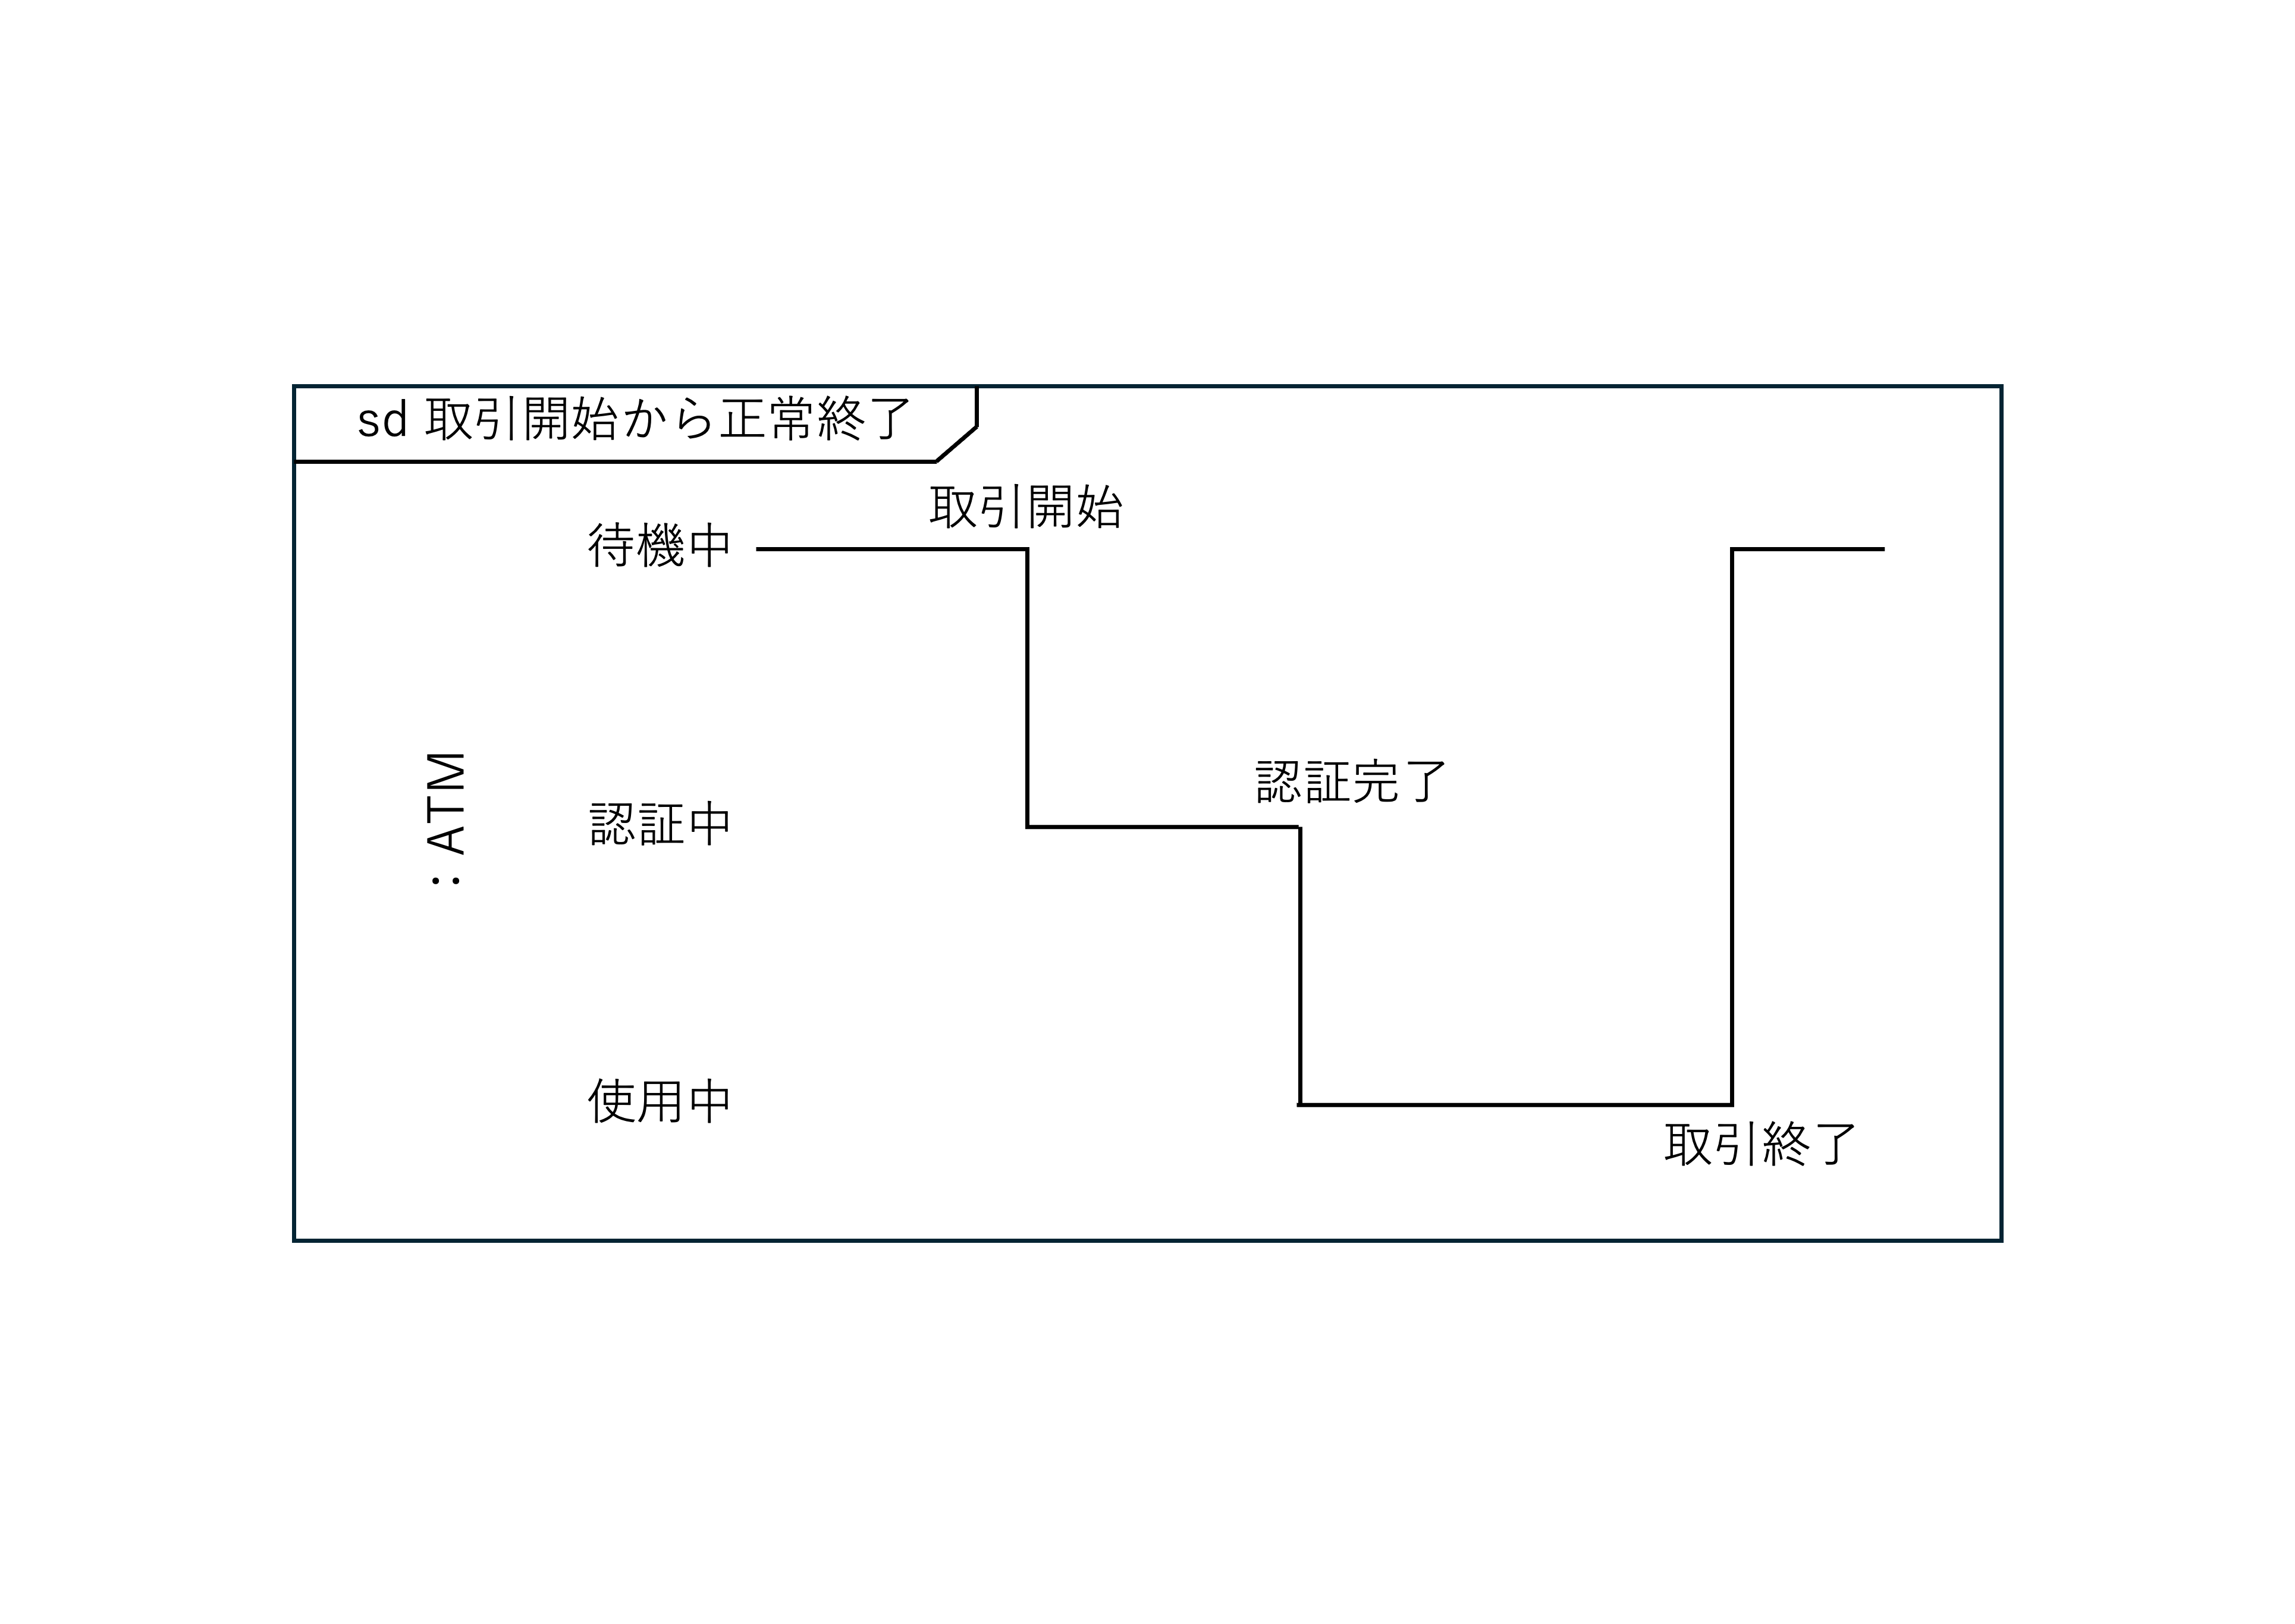 sd 取引開始から正常終了
取引開始
待機中
認証完了
: ATM
認証中
使用中
取引終了